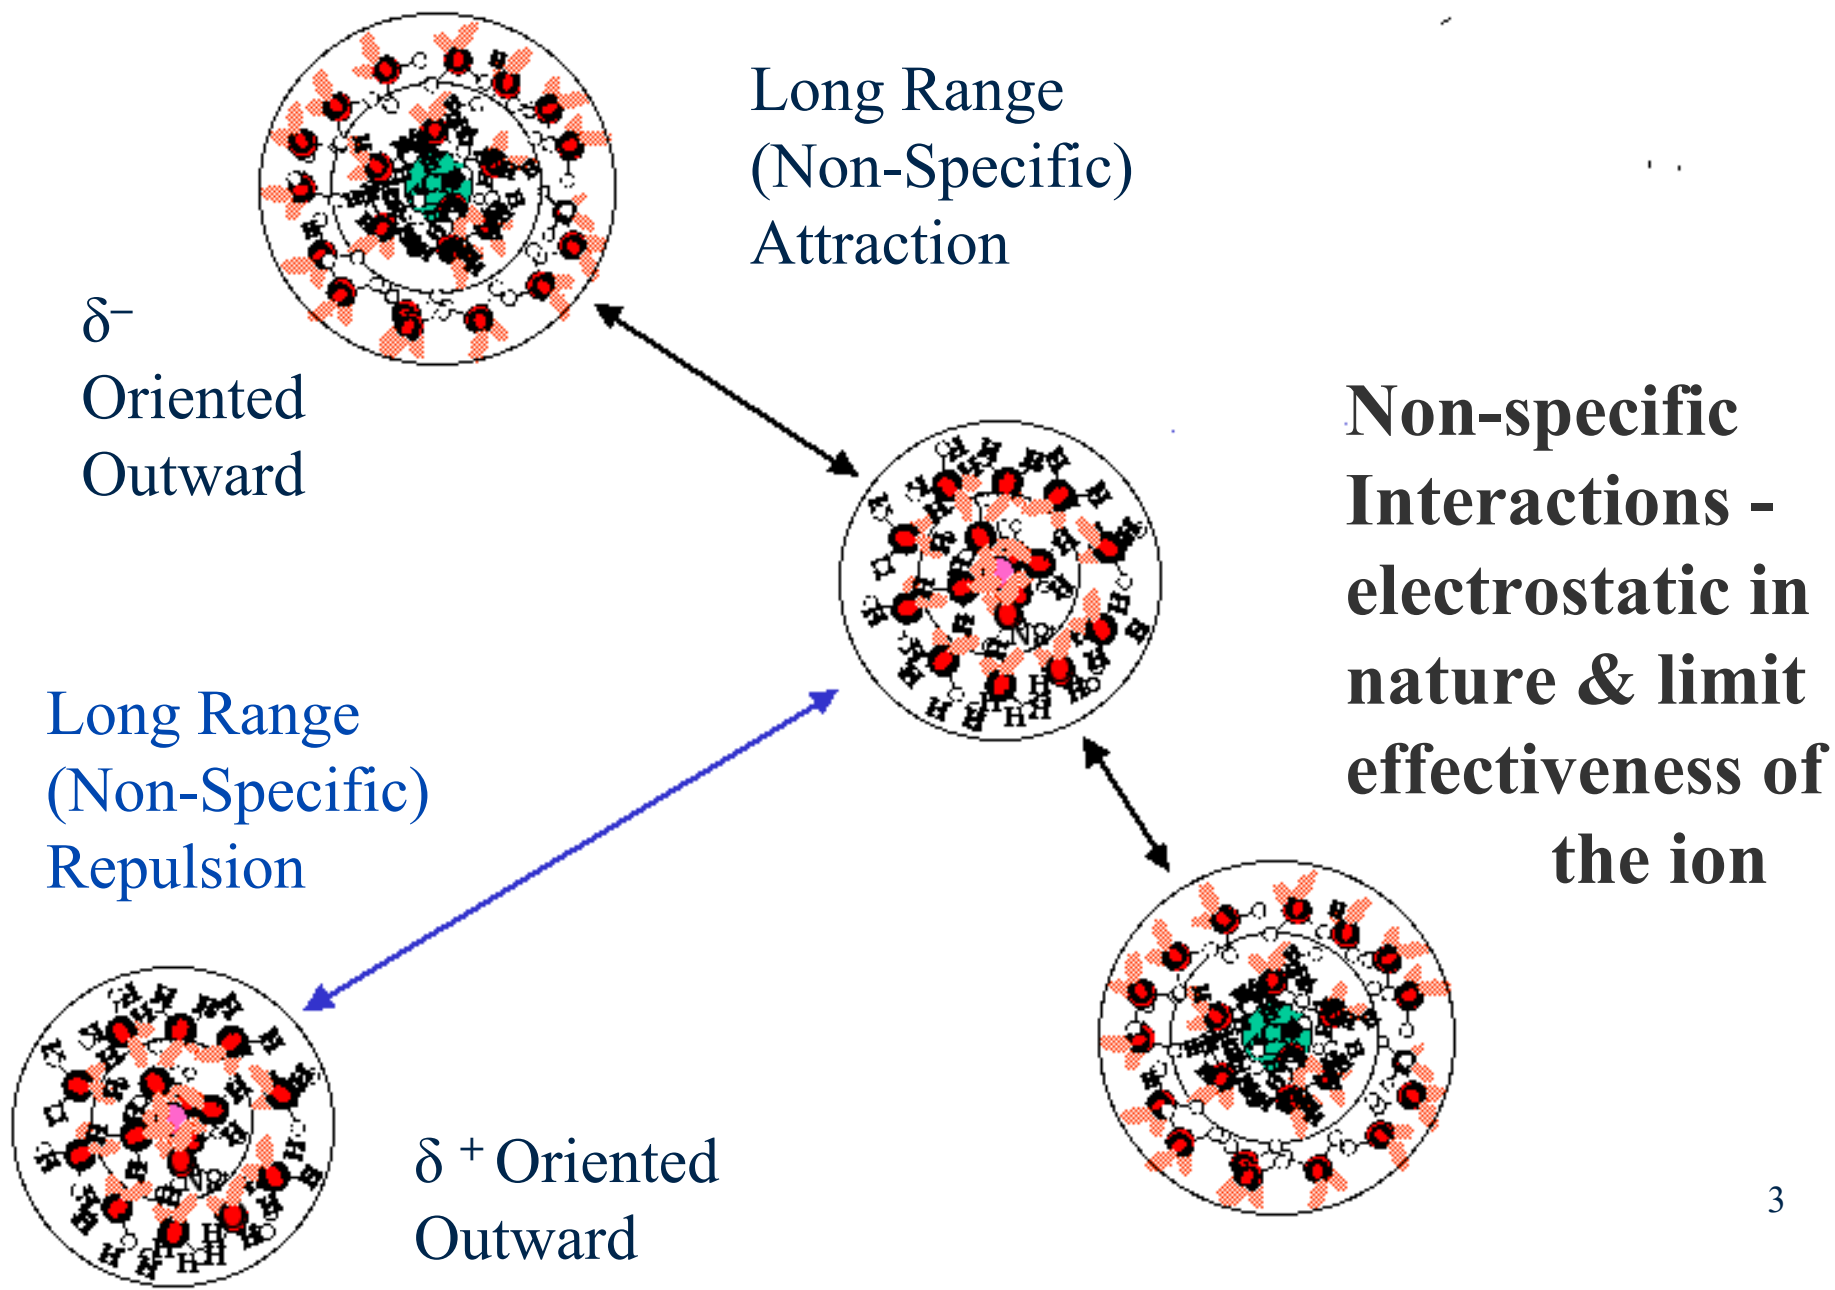 Long Range
(Non-Specific)
Attraction
δ–
Oriented
Outward
Non-specific
Interactions -
electrostatic in
nature & limit
effectiveness of
the ion
Long Range
(Non-Specific)
Repulsion
δ + Oriented
Outward
3